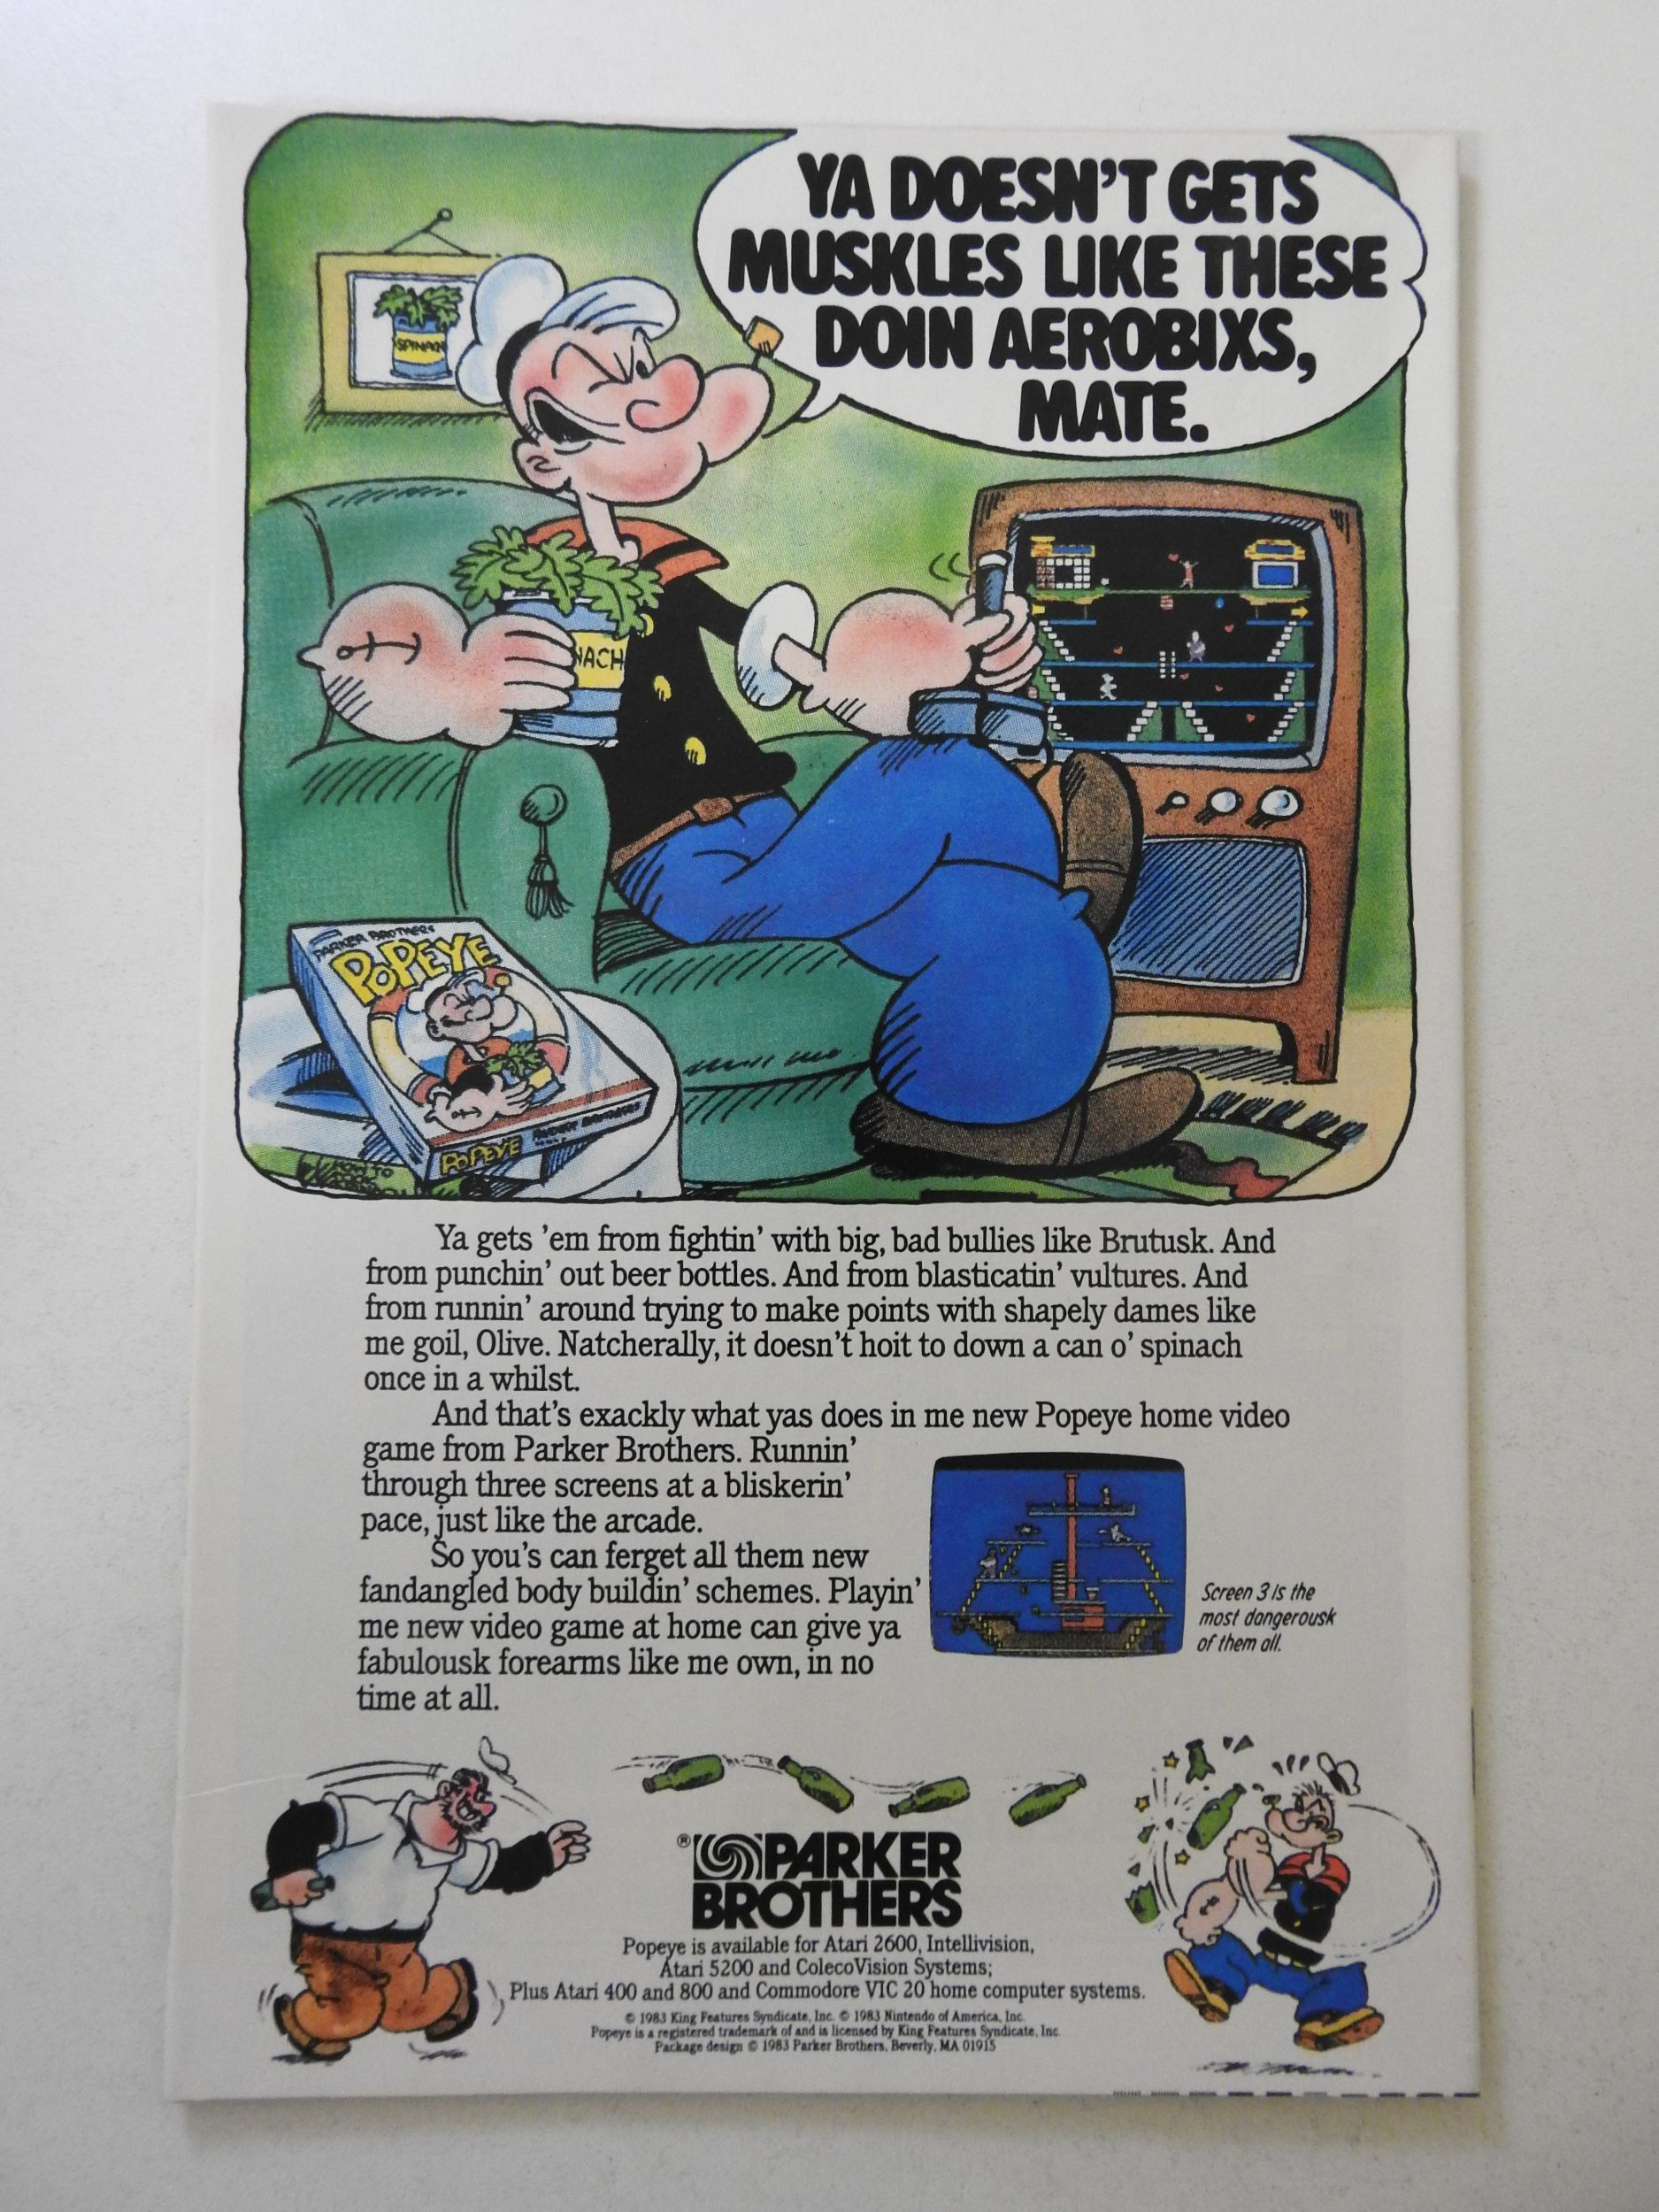 YA DOESN'T GETS
MUSKLES LIKE THESE
DOIN AEROBIXS,
MATE.
SPINACH
NACH
PARKER BROTHERS
POPEYE
POPEYE PARKER BROTHERS
HOW TO
Ya gets 'em from fightin' with big, bad bullies like Brutusk. And
from punchin' out beer bottles. And from blasticatin' vultures. And
from runnin' around trying to make points with shapely dames like
me goil, Olive. Natcherally, it doesn't hoit to down a can o' spinach
once in a whilst.
And that's exackly what yas does in me new Popeye home video
game from Parker Brothers. Runnin'
through three screens at a bliskerin'
pace, just like the arcade.
So you's can ferget all them new
fandangled body buildin' schemes. Playin'
me new video game at home can give ya
fabulousk forearms like me own, in no
time at all.
Screen 3 is the
most dangerousk
of them all.
® PARKER
BROTHERS
Popeye is available for Atari 2600, Intellivision,
Atari 5200 and ColecoVision Systems;
Plus Atari 400 and 800 and Commodore VIC 20 home computer systems.
© 1983 King Features Syndicate, Inc. © 1983 Nintendo of America, Inc.
Popeye is a registered trademark of and is licensed by King Features Syndicate, Inc.
Package design © 1983 Parker Brothers, Beverly, MA 01915